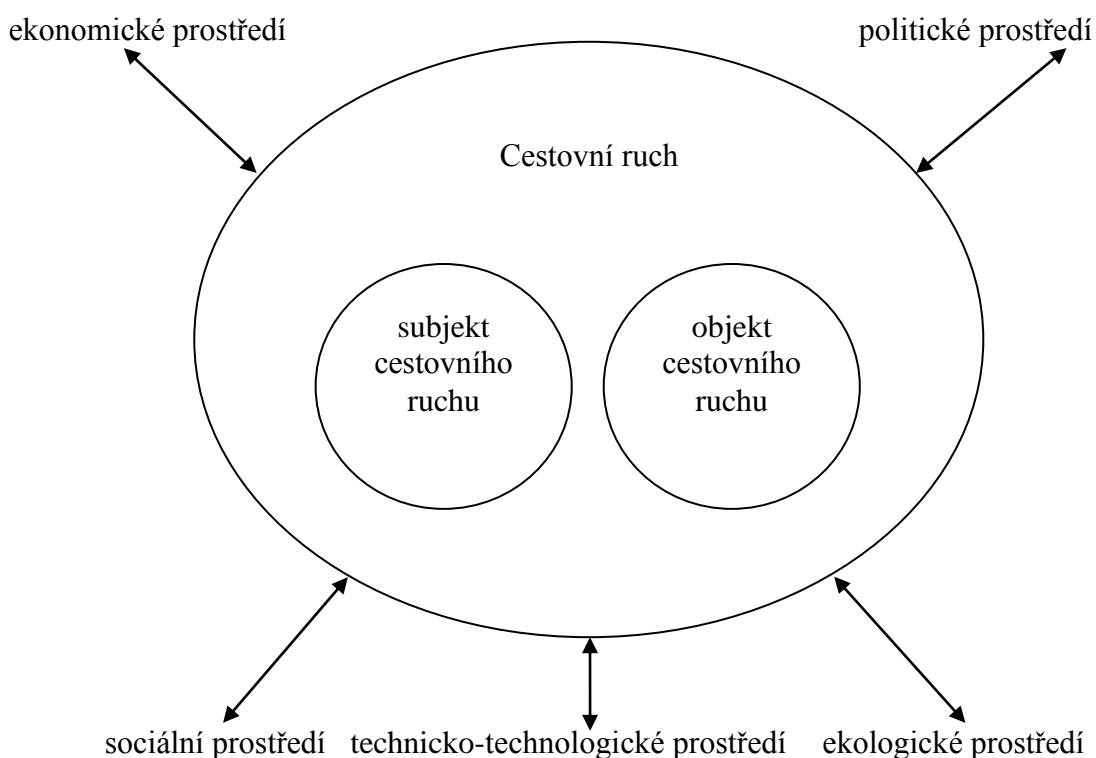 ekonomické prostředí
politické prostředí
Cestovní ruch
subjekt
cestovního
ruchu
objekt
cestovního
ruchu
sociální prostředí
technicko-technologické prostředí
ekologické prostředí